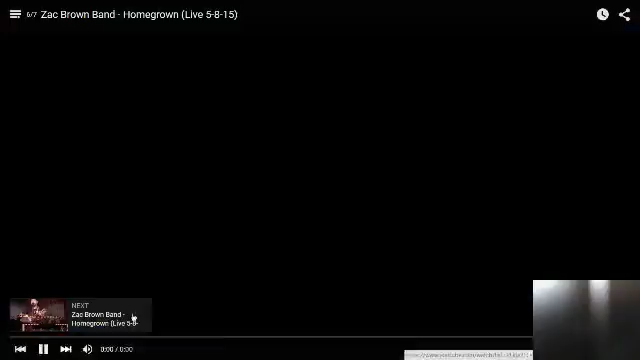 6/7 Zac Brown Band - Homegrown (Live 5-8-15)
NEXT
Zac Brown Band -
Homegrown (Live 5-8-
0:00 / 0:00